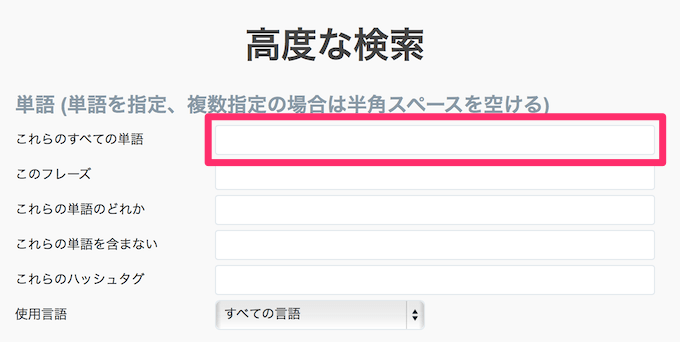 高度な検索
単語 (単語を指定、複数指定の場合は半角スペースを空ける)
これらのすべての単語
このフレーズ
これらの単語のどれか
これらの単語を含まない
これらのハッシュタグ
使用言語 すべての言語